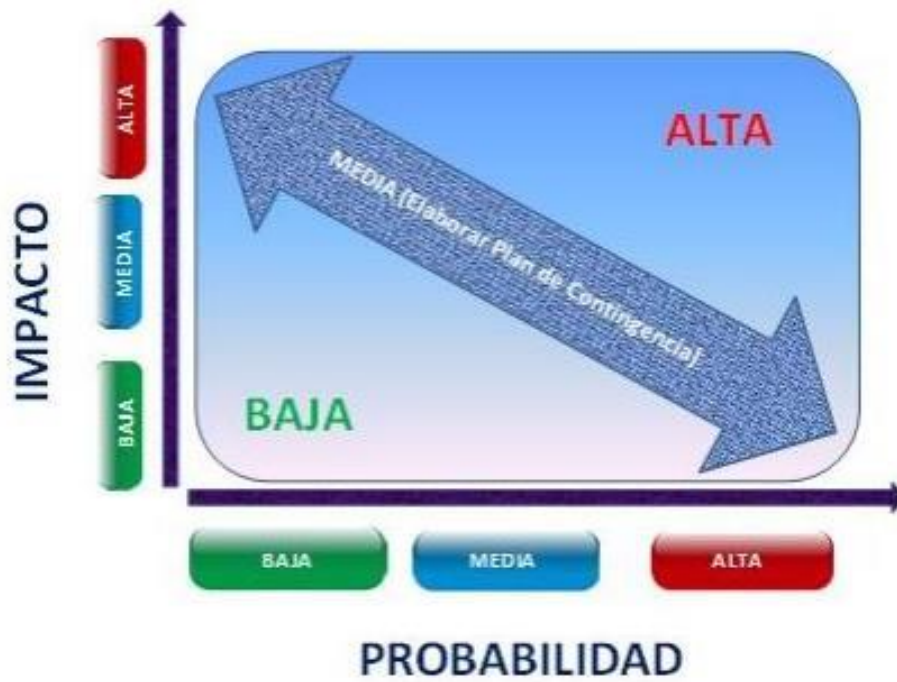 IMPACTO
ALTA
MEDIA
BAJA
ALTA
MEDIA [Elaborar Plan de Contingencia]
BAJA
BAJA
MEDIA
ALTA
PROBABILIDAD